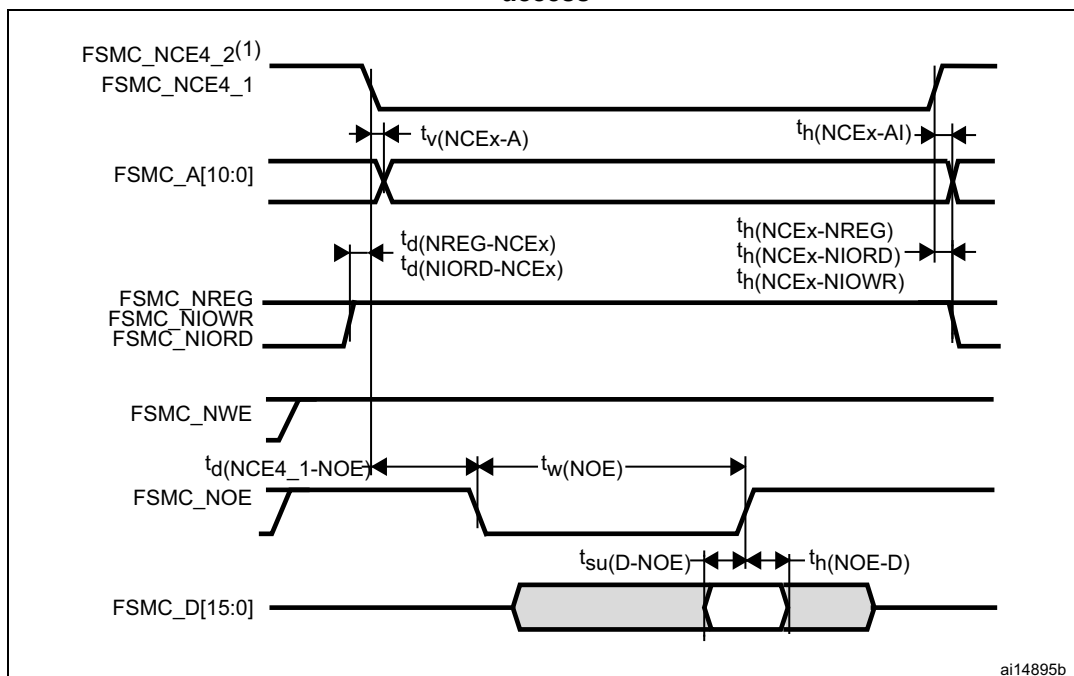 FSMC_NCE4_2(1)
FSMC_NCE4_1
tv(NCEx-A)
th(NCEx-AI)
FSMC_A[10:0]
td(NREG-NCEx)
td(NIORD-NCEx)
th(NCEx-NREG)
th(NCEx-NIORD)
th(NCEx-NIOWR)
FSMC_NREG
FSMC_NIOWR
FSMC_NIORD
FSMC_NWE
td(NCE4_1-NOE)
tw(NOE)
FSMC_NOE
tsu(D-NOE)
th(NOE-D)
FSMC_D[15:0]
ai14895b